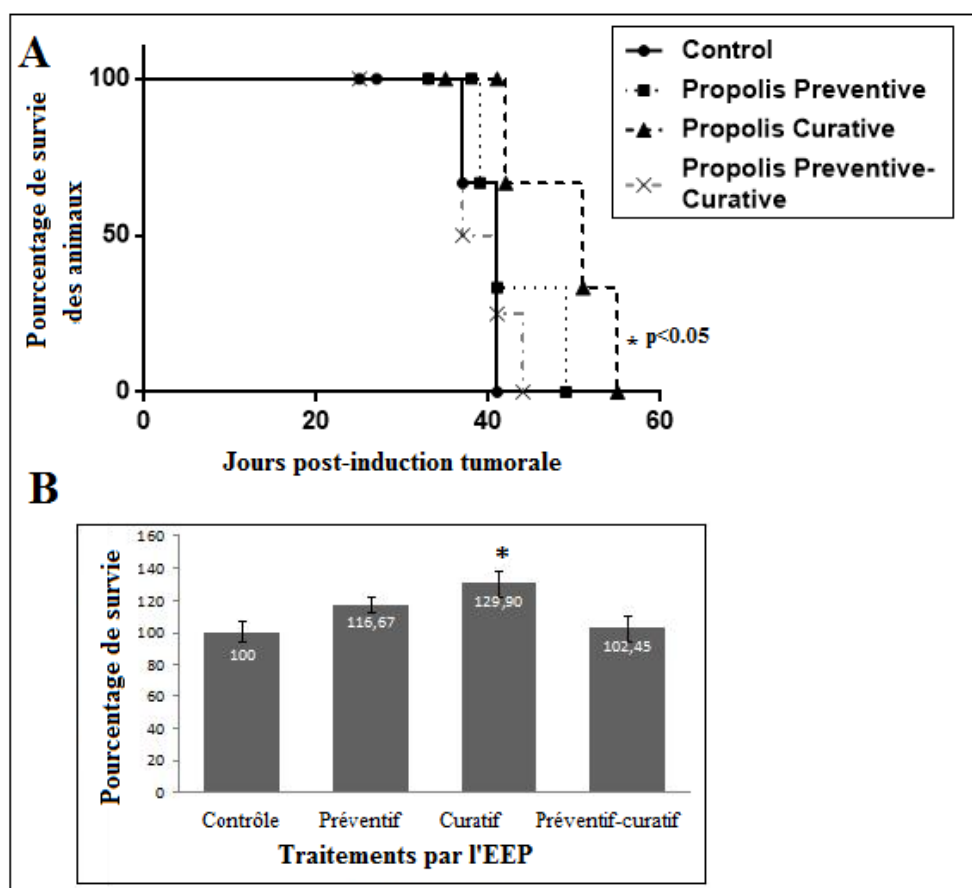 A
Control
Propolis Preventive
Propolis Curative
Propolis Preventive-
Curative
Pourcentage de survie
des animaux
100
50
0
* p<0.05
0
20
40
60
Jours post-induction tumorale
B
Pourcentage de survie
160
140
120
100
80
60
40
20
0
*
100
116,67
129,90
102,45
Contrôle
Préventif
Curatif
Préventif-curatif
Traitements par l'EEP